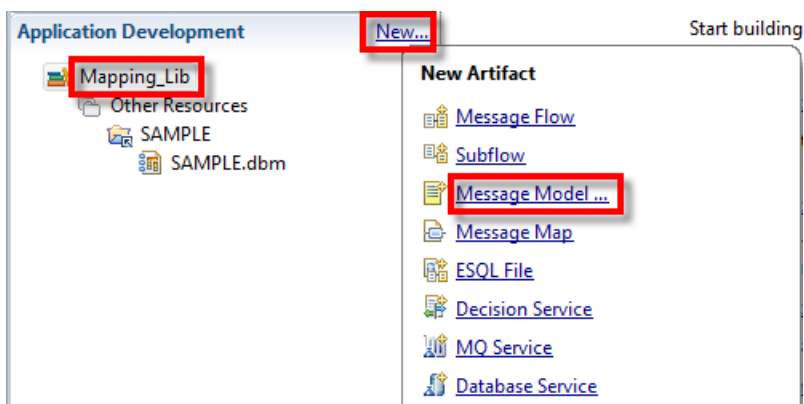 Application Development
New...
Start building
Mapping_Lib
New Artifact
Other Resources
Message Flow
SAMPLE
Subflow
SAMPLE.dbm
Message Model ...
Message Map
ESQL File
Decision Service
MQ Service
Database Service